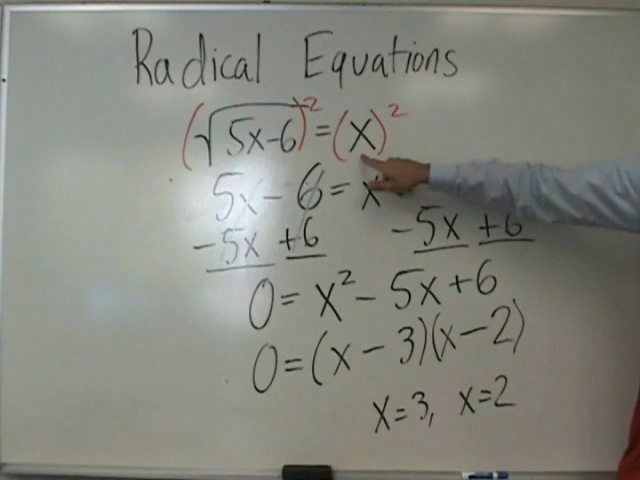 Radical Equations
(√5x-6)² = (x)²
5x - 6 = x
-5x +6 -5x +6
0 = x² - 5x + 6
0 = (x - 3)(x - 2)
x = 3, x = 2